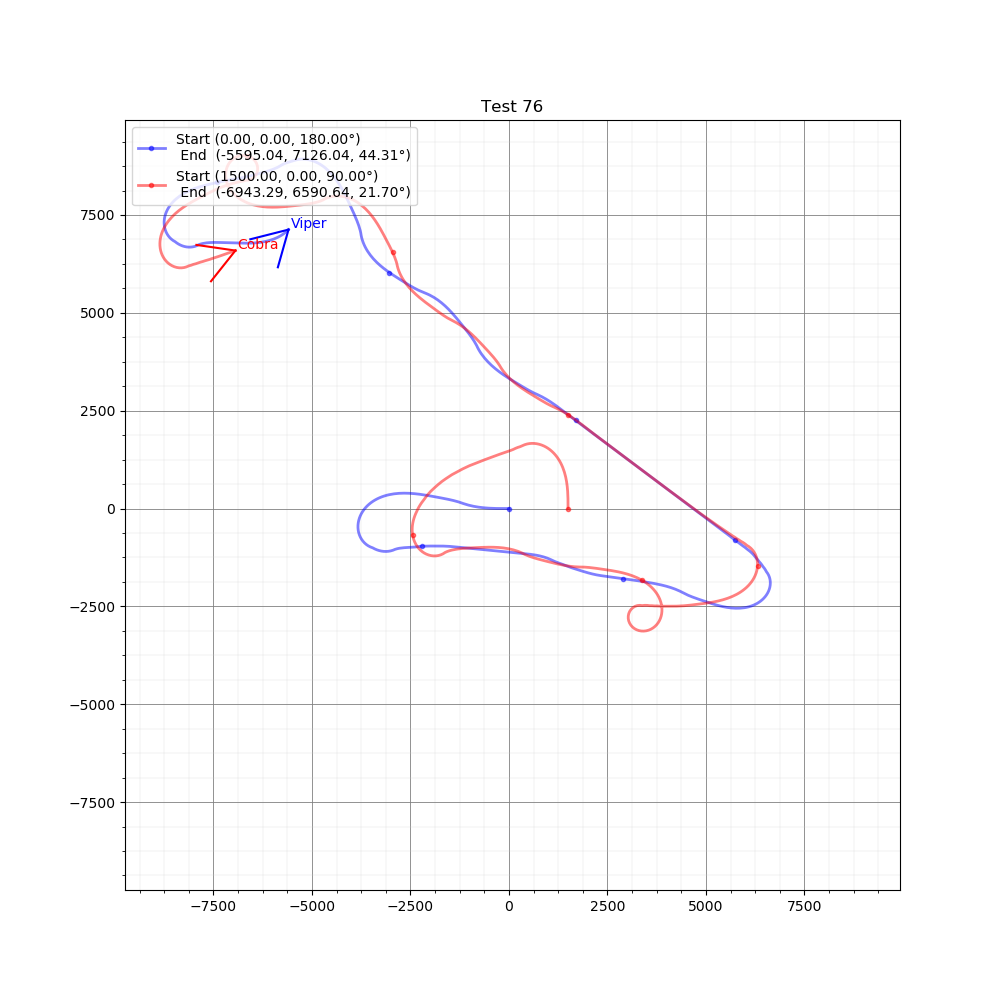 Test 76
Start (0.00, 0.00, 180.00°)
End (-5595.04, 7126.04, 44.31°)
Start (1500.00, 0.00, 90.00°)
End (-6943.29, 6590.64, 21.70°)
Viper
Cobra
7500
5000
2500
0
−2500
−5000
−7500
−7500 −5000 −2500 0 2500 5000 7500